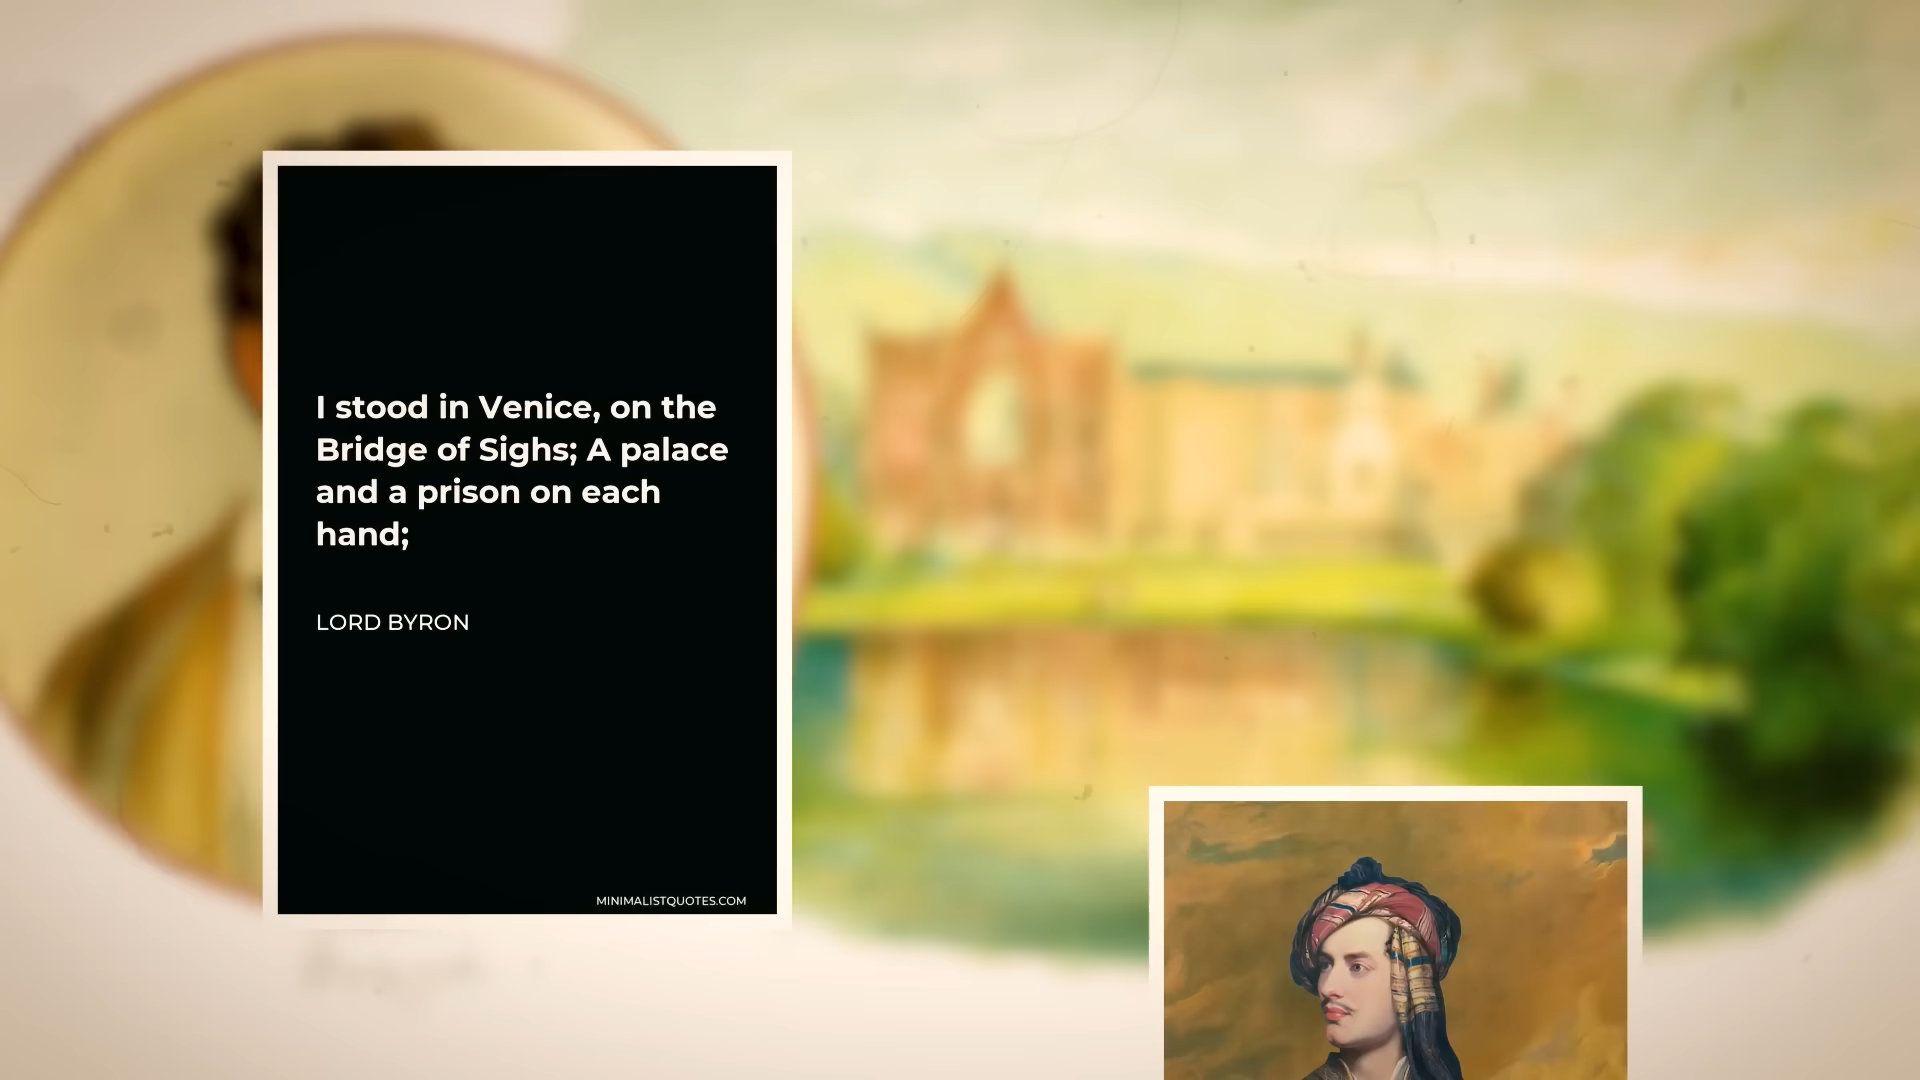 I stood in Venice, on the
Bridge of Sighs; A palace
and a prison on each
hand;
LORD BYRON
MINIMALISTQUOTES.COM